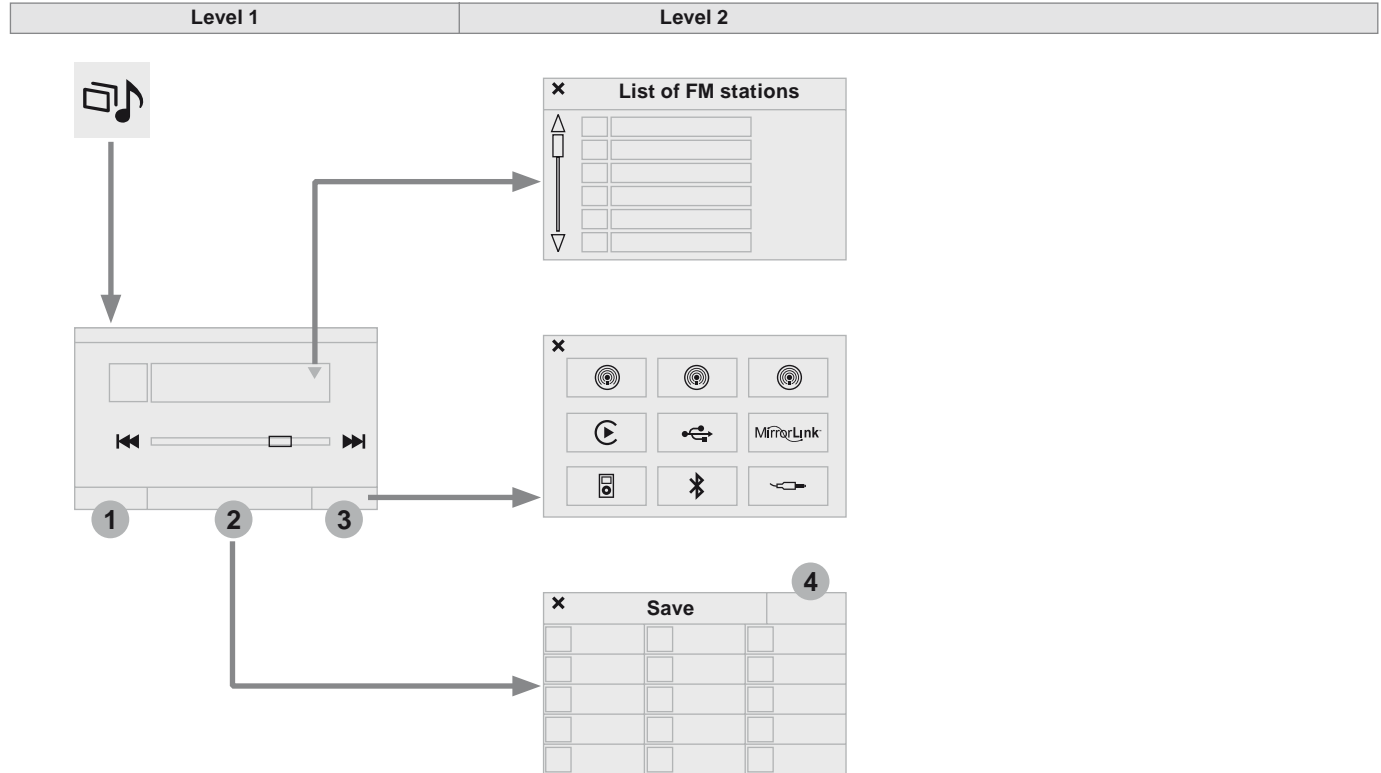 Level 1 Level 2
List of FM stations
MirrorLink
1 2 3
4
Save